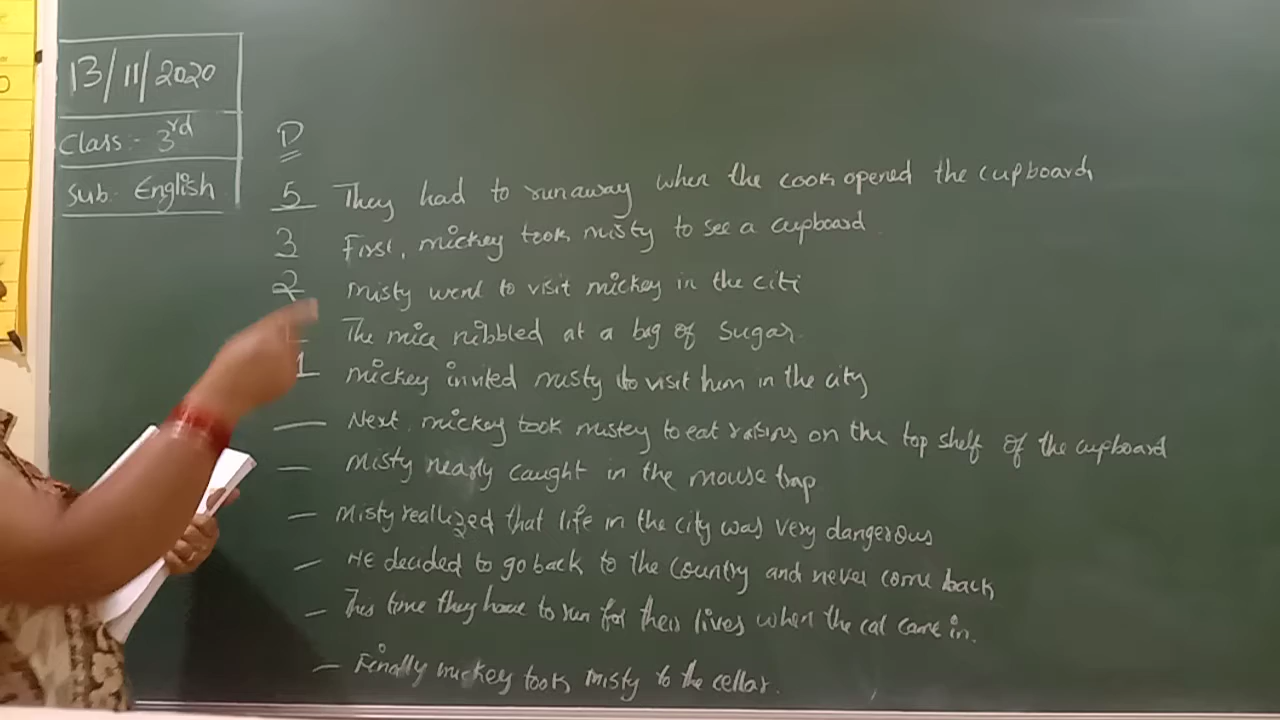 13/11/2020
Class:- 3rd
Sub:- English
D
5 They had to runaway when the cook opened the cupboard
3 First, mickey took misty to see a cupboard.
2 misty went to visit mickey in the citi
The mice nibbled at a bag of sugar.
1 mickey invited misty to visit him in the city
— Next, mickey took mistey to eat raisins on the top shelf of the cupboard
— Misty nearly caught in the mouse trap
— Misty realized that life in the city was very dangerous
— He decided to go back to the country and never come back
— This time they have to run for their lives when the cat came in.
— Finally mickey took misty to the cellar.